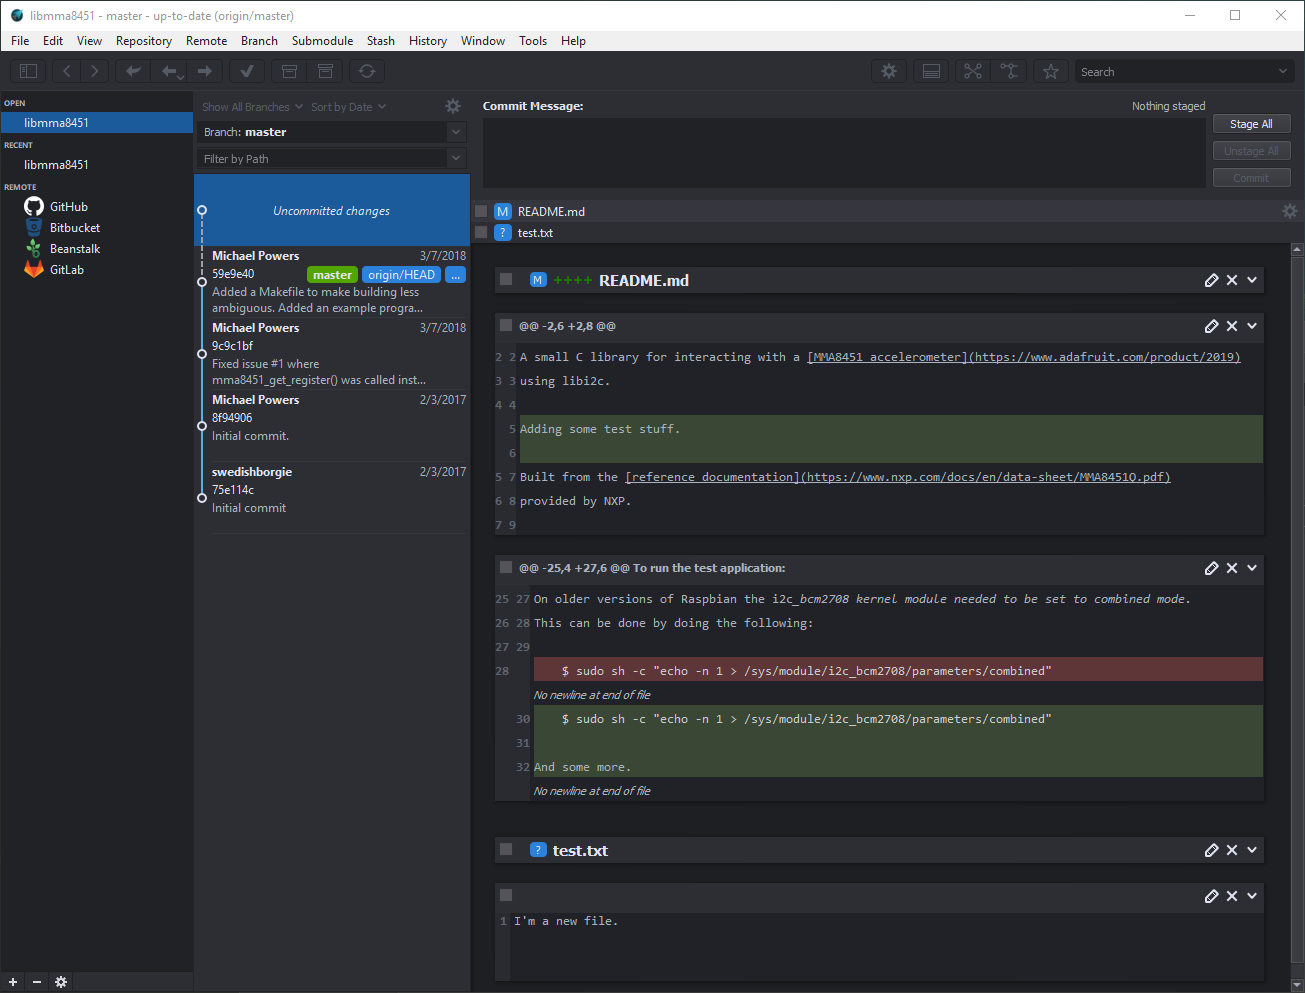 libmma8451 - master - up-to-date (origin/master)
File Edit View Repository Remote Branch Submodule Stash History Window Tools Help
Search
OPEN
libmma8451
RECENT
libmma8451
REMOTE
GitHub
Bitbucket
Beanstalk
GitLab
Show All Branches Sort by Date
Branch: master
Filter by Path
Uncommitted changes
Michael Powers 3/7/2018
59e9e40 master origin/HEAD ...
Added a Makefile to make building less
ambiguous. Added an example progra...
Michael Powers 3/7/2018
9c9c1bf
Fixed issue #1 where
mma8451_get_register() was called inst...
Michael Powers 2/3/2017
8f94906
Initial commit.
swedishborgie 2/3/2017
75e114c
Initial commit
Commit Message: Nothing staged
Stage All
Unstage All
Commit
M README.md
? test.txt
M ++++ README.md
@@ -2,6 +2,8 @@
2 2 A small C library for interacting with a [MMA8451 accelerometer](https://www.adafruit.com/product/2019)
3 3 using libi2c.
4 4
5 Adding some test stuff.
6
5 7 Built from the [reference documentation](https://www.nxp.com/docs/en/data-sheet/MMA8451Q.pdf)
6 8 provided by NXP.
7 9
@@ -25,4 +27,6 @@ To run the test application:
25 27 On older versions of Raspbian the i2c_bcm2708 kernel module needed to be set to combined mode.
26 28 This can be done by doing the following:
27 29
28 $ sudo sh -c "echo -n 1 > /sys/module/i2c_bcm2708/parameters/combined"
No newline at end of file
30 $ sudo sh -c "echo -n 1 > /sys/module/i2c_bcm2708/parameters/combined"
31
32 And some more.
No newline at end of file
? test.txt
1 I'm a new file.